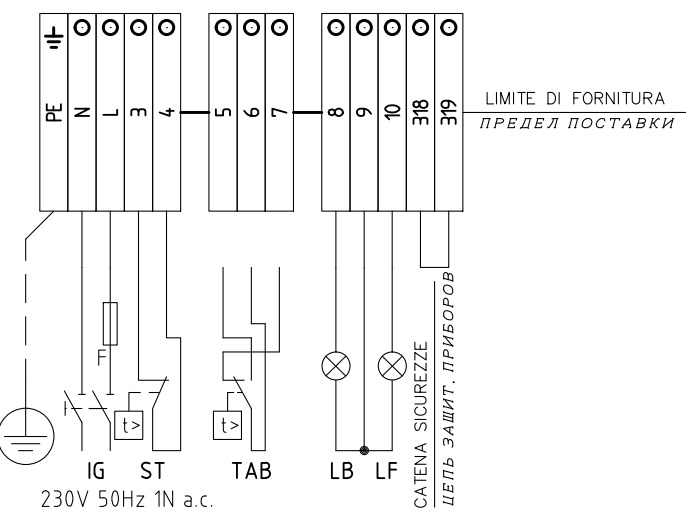 PE N L 3 4 5 6 7 8 9 10 318 319
LIMITE DI FORNITURA
ПРЕДЕЛ ПОСТАВКИ
F
t>
t>
IG ST TAB LB LF
230V 50Hz 1N a.c.
CATENA SICUREZZE
ЦЕПЬ ЗАЩИТ. ПРИБОРОВ